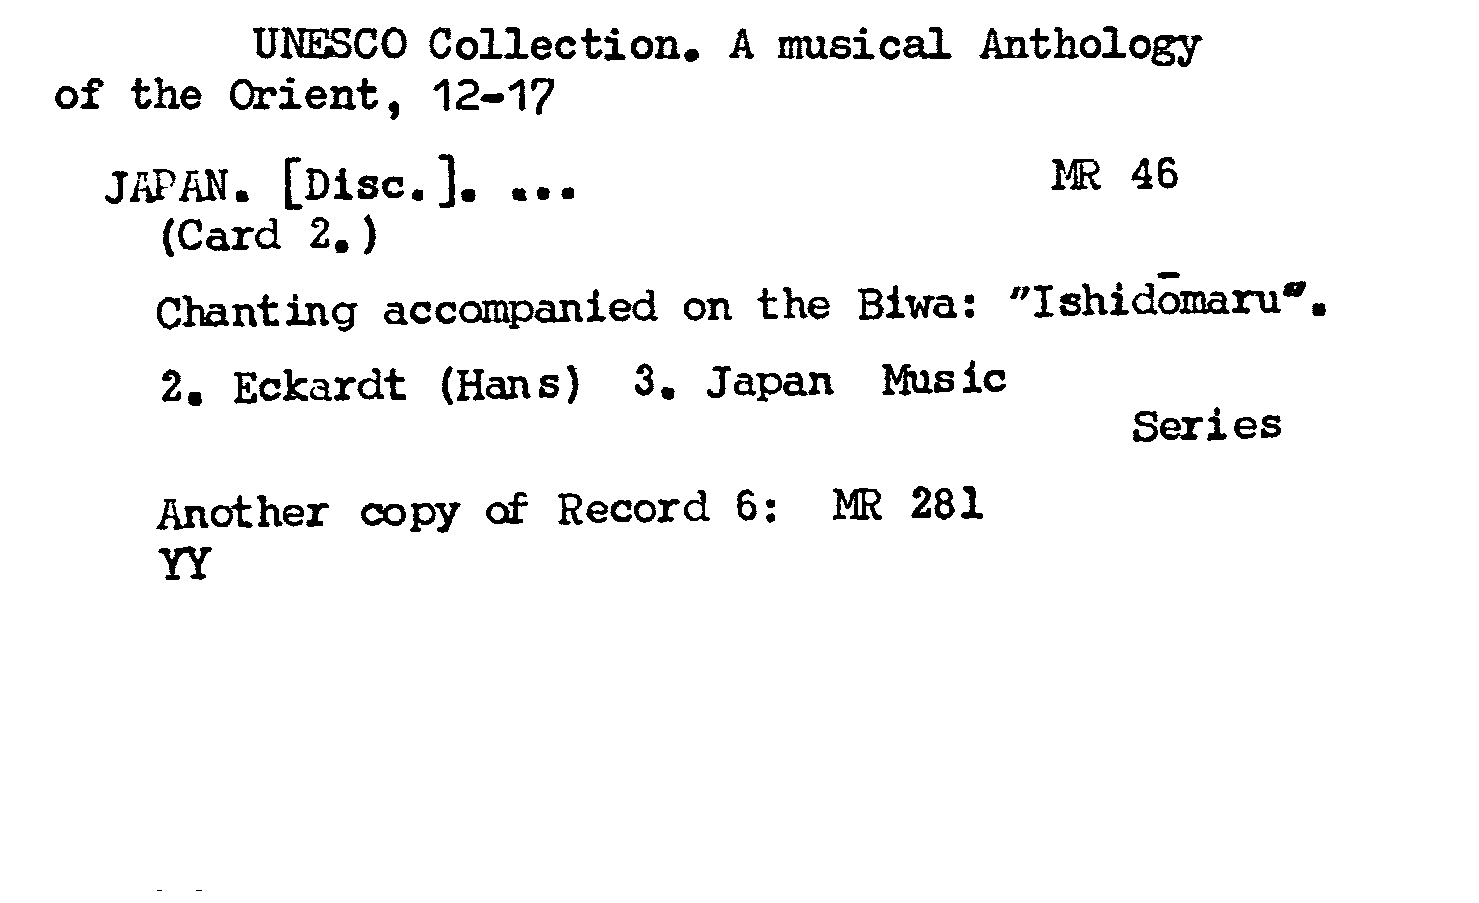 UNESCO Collection. A musical Anthology
of the Orient, 12-17
JAPAN. [Disc.]. ... MR 46
(Card 2.)
Chanting accompanied on the Biwa: "Ishidōmaru".
2. Eckardt (Hans) 3. Japan Music
Series
Another copy of Record 6: MR 281
YY